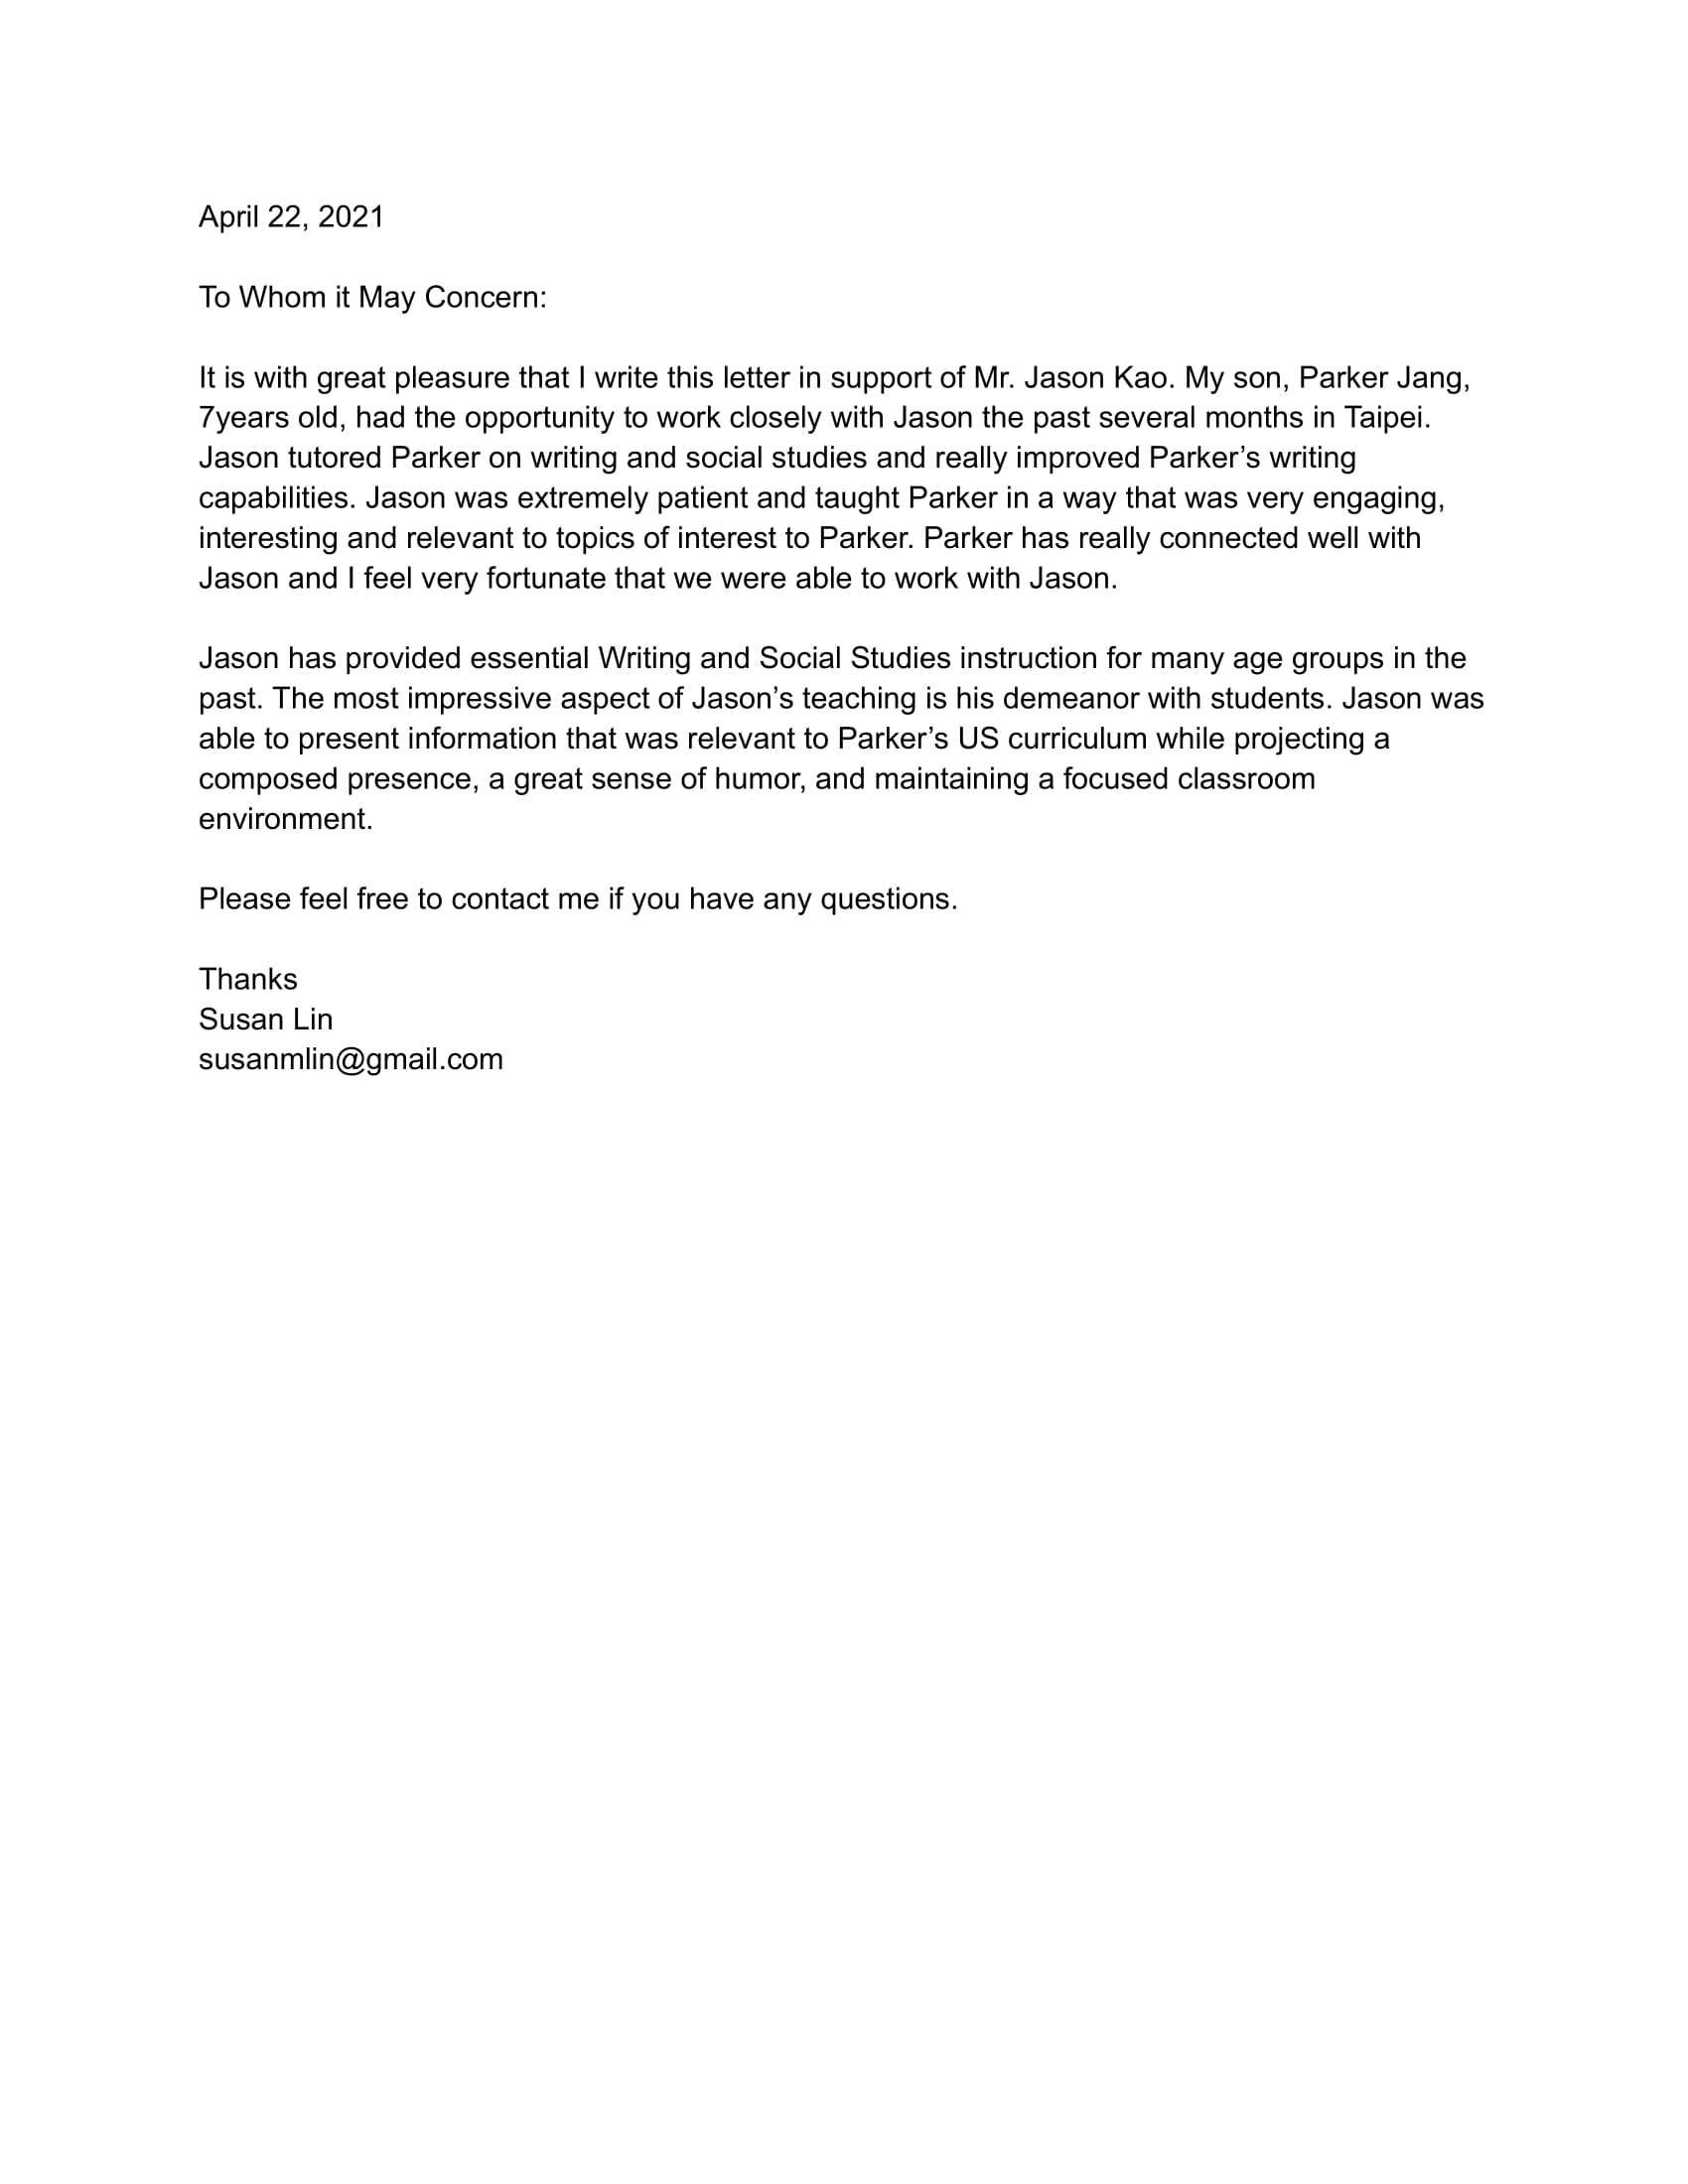 April 22, 2021
To Whom it May Concern:
It is with great pleasure that I write this letter in support of Mr. Jason Kao. My son, Parker Jang,
7years old, had the opportunity to work closely with Jason the past several months in Taipei.
Jason tutored Parker on writing and social studies and really improved Parker’s writing
capabilities. Jason was extremely patient and taught Parker in a way that was very engaging,
interesting and relevant to topics of interest to Parker. Parker has really connected well with
Jason and I feel very fortunate that we were able to work with Jason.
Jason has provided essential Writing and Social Studies instruction for many age groups in the
past. The most impressive aspect of Jason’s teaching is his demeanor with students. Jason was
able to present information that was relevant to Parker’s US curriculum while projecting a
composed presence, a great sense of humor, and maintaining a focused classroom
environment.
Please feel free to contact me if you have any questions.
Thanks
Susan Lin
susanmlin@gmail.com